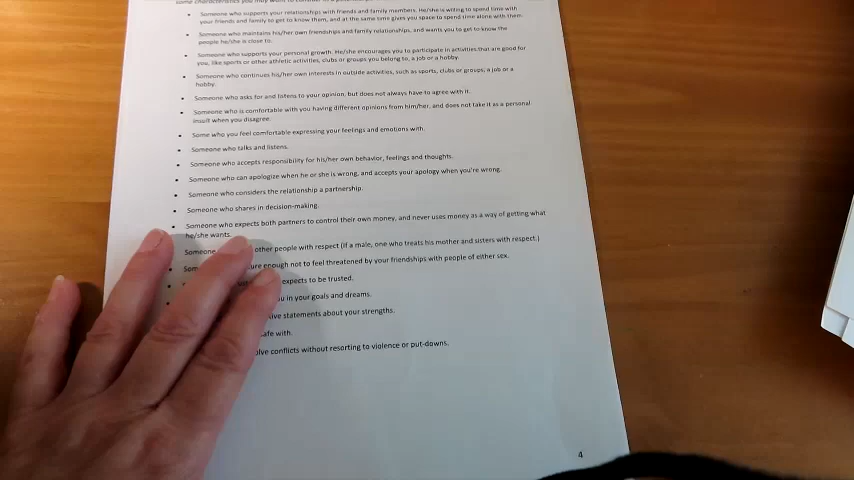 some characteristics you may want to consider
• Someone who supports your relationships with friends and family members. He/she is willing to spend time with
your friends and family to get to know them, and at the same time gives you space to spend time alone with them.
• Someone who maintains his/her own friendships and family relationships, and wants you to get to know the
people he/she is close to.
• Someone who supports your personal growth. He/she encourages you to participate in activities that are good for
you, like sports or other athletic activities, clubs or groups you belong to, a job or a hobby.
• Someone who continues his/her own interests in outside activities, such as sports, clubs or groups, a job or a
hobby.
• Someone who asks for and listens to your opinion, but does not always have to agree with it.
• Someone who is comfortable with you having different opinions from him/her, and does not take it as a personal
insult when you disagree.
• Some who you feel comfortable expressing your feelings and emotions with.
• Someone who talks and listens.
• Someone who accepts responsibility for his/her own behavior, feelings and thoughts.
• Someone who can apologize when he or she is wrong, and accepts your apology when you're wrong.
• Someone who considers the relationship a partnership.
• Someone who shares in decision-making.
• Someone who expects both partners to control their own money, and never uses money as a way of getting what
he/she wants.
Someone other people with respect (if a male, one who treats his mother and sisters with respect.)
• enough not to feel threatened by your friendships with people of either sex.
• expects to be trusted.
in your goals and dreams.
statements about your strengths.
with.
conflicts without resorting to violence or put-downs.
4